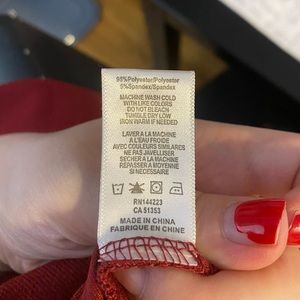 95%Polyester/Polyester
5%Spandex/Spandex
MACHINE WASH COLD
WITH LIKE COLORS
DO NOT BLEACH
TUMBLE DRY LOW
IRON WARM IF NEEDED
LAVER A LA MACHINE
A L'EAU FROIDE
AVEC COULEURS SIMILAIRES
NE PAS JAVELLISER
SECHER A LA MACHINE
REPASSER A MOYENNE
SI NECESSAIRE
RN144223
CA 51353
MADE IN CHINA
FABRIQUE EN CHINE